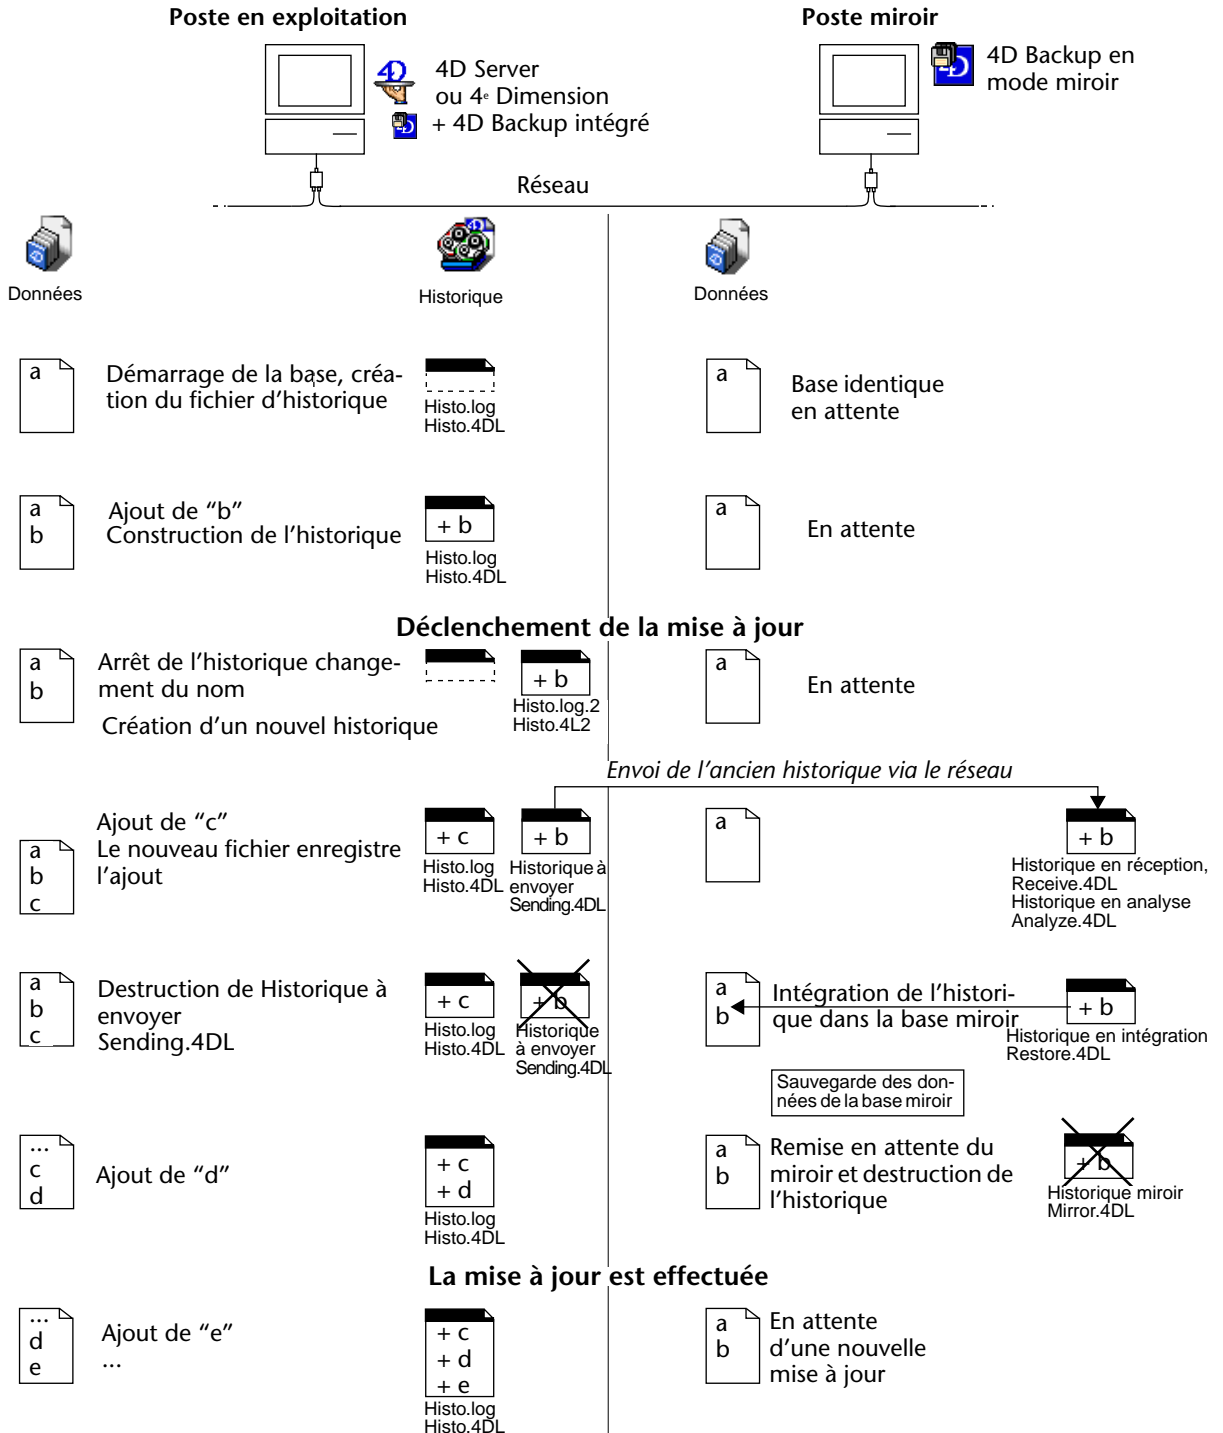 Poste en exploitation
Poste miroir
4D Server
ou 4e Dimension
+ 4D Backup intégré
4D Backup en
mode miroir
Réseau
Données
Historique
Données
a
Démarrage de la base, créa-
tion du fichier d’historique
Histo.log
Histo.4DL
a
Base identique
en attente
a
b
Ajout de “b”
Construction de l’historique
+ b
Histo.log
Histo.4DL
a
En attente
Déclenchement de la mise à jour
a
b
Arrêt de l’historique change-
ment du nom
Création d’un nouvel historique
+ b
Histo.log.2
Histo.4L2
a
En attente
Envoi de l’ancien historique via le réseau
a
b
c
Ajout de “c”
Le nouveau fichier enregistre
l’ajout
+ c
Histo.log
Histo.4DL
+ b
Historique à
envoyer
Sending.4DL
a
+ b
Historique en réception,
Receive.4DL
Historique en analyse
Analyze.4DL
a
b
c
Destruction de Historique à
envoyer
Sending.4DL
+ c
Histo.log
Histo.4DL
+ b
Historique
à envoyer
Sending.4DL
a
b
Intégration de l’histori-
que dans la base miroir
+ b
Historique en intégration
Restore.4DL
Sauvegarde des don-
nées de la base miroir
...
c
d
Ajout de “d”
+ c
+ d
Histo.log
Histo.4DL
a
b
Remise en attente du
miroir et destruction de
l’historique
+ b
Historique miroir
Mirror.4DL
La mise à jour est effectuée
...
d
e
Ajout de “e”
...
+ c
+ d
+ e
Histo.log
Histo.4DL
a
b
En attente
d’une nouvelle
mise à jour